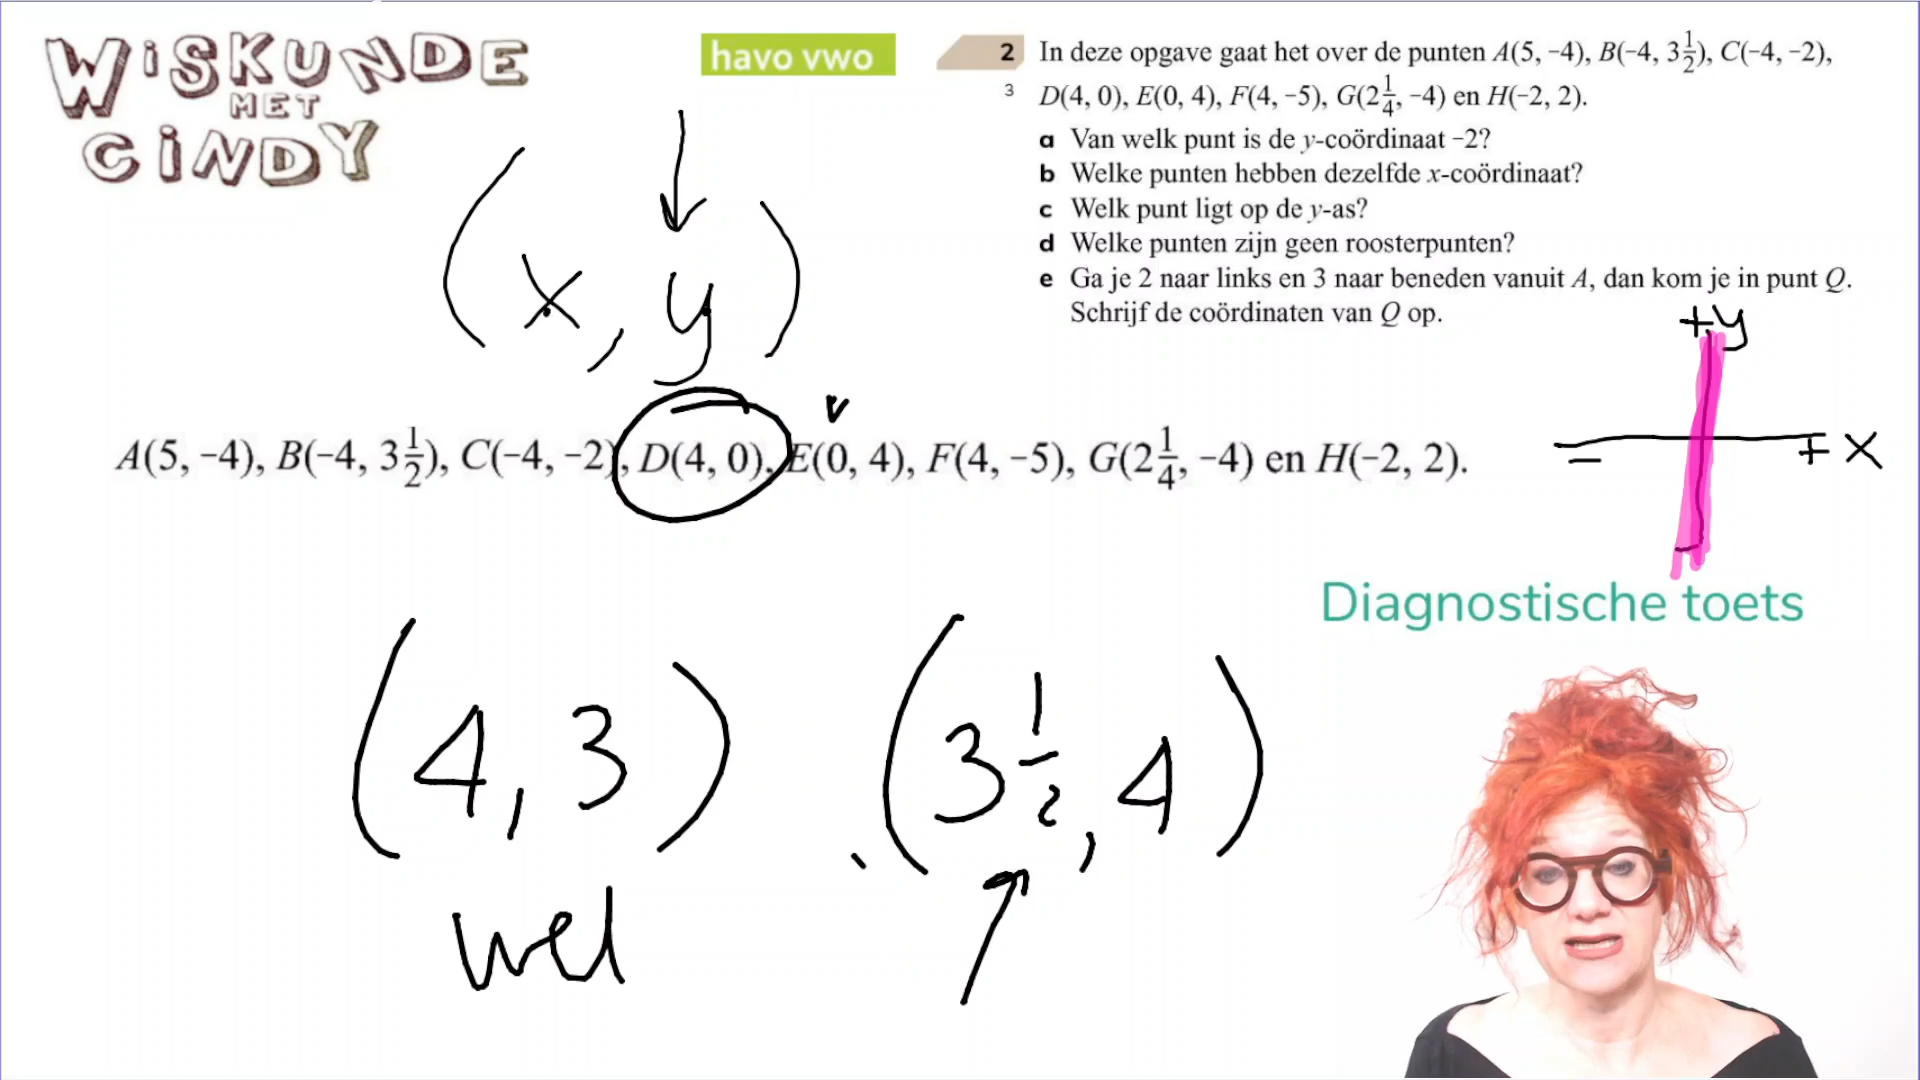 WiSKUNDE
MET
CiNDY
havo vwo
2 In deze opgave gaat het over de punten A(5, −4), B(−4, 3½), C(−4, −2),
3 D(4, 0), E(0, 4), F(4, −5), G(2¼, −4) en H(−2, 2).
a Van welk punt is de y-coördinaat −2?
b Welke punten hebben dezelfde x-coördinaat?
c Welk punt ligt op de y-as?
d Welke punten zijn geen roosterpunten?
e Ga je 2 naar links en 3 naar beneden vanuit A, dan kom je in punt Q.
Schrijf de coördinaten van Q op.
(x, y)
+y
− + x
A(5, −4), B(−4, 3½), C(−4, −2), D(4, 0), E(0, 4), F(4, −5), G(2¼, −4) en H(−2, 2).
Diagnostische toets
(4, 3) (3½, 4)
wel